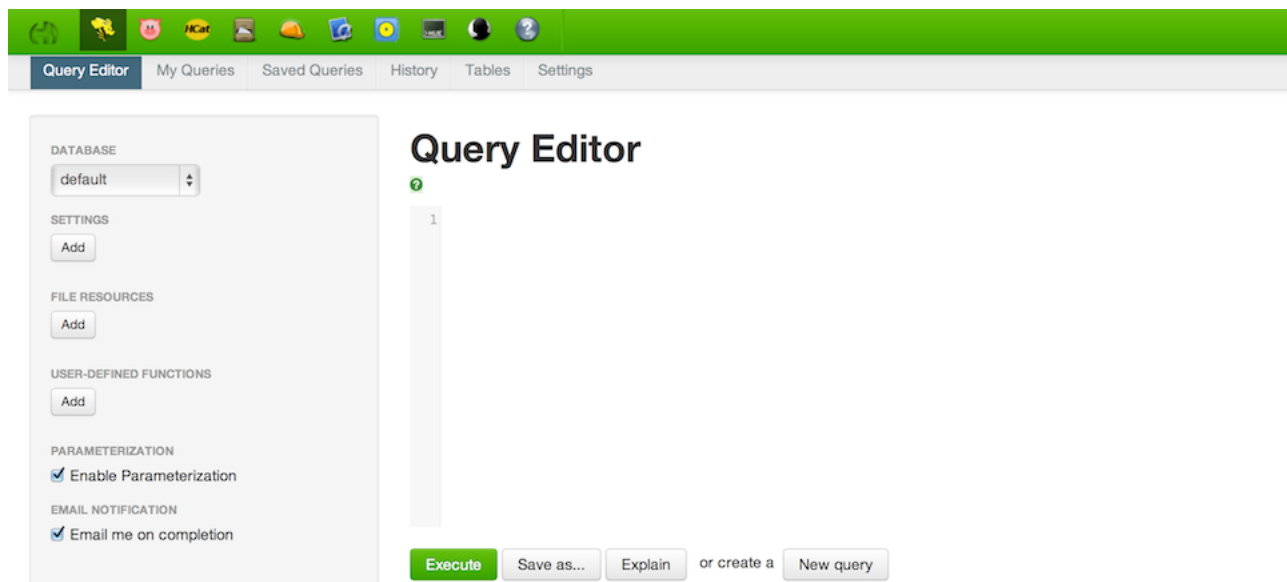 HCat
HUE
Query Editor My Queries Saved Queries History Tables Settings
DATABASE
default
SETTINGS
Add
FILE RESOURCES
Add
USER-DEFINED FUNCTIONS
Add
PARAMETERIZATION
Enable Parameterization
EMAIL NOTIFICATION
Email me on completion
Query Editor
?
1
Execute Save as... Explain or create a New query